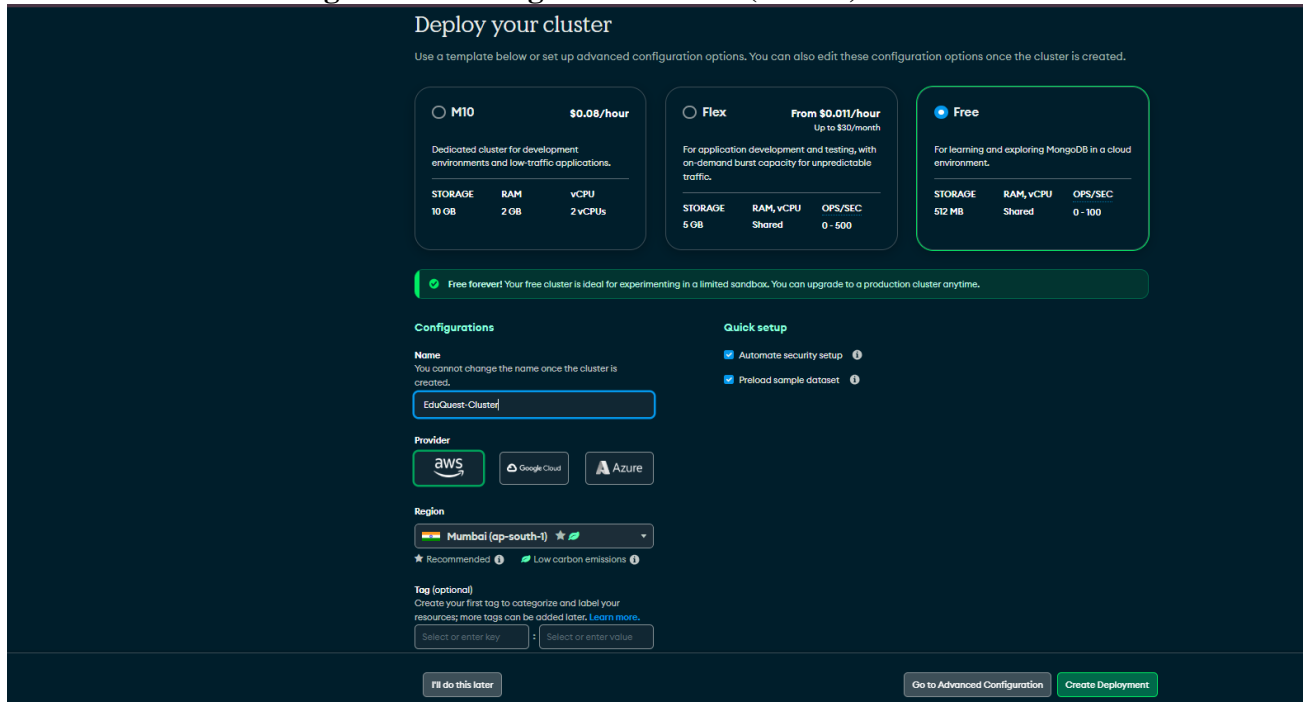 Deploy your cluster
Use a template below or set up advanced configuration options. You can also edit these configuration options once the cluster is created.
M10 $0.08/hour
Dedicated cluster for development
environments and low-traffic applications.
STORAGE RAM vCPU
10 GB 2 GB 2 vCPUs
Flex From $0.011/hour
Up to $30/month
For application development and testing, with
on-demand burst capacity for unpredictable
traffic.
STORAGE RAM, vCPU OPS/SEC
5 GB Shared 0 - 500
Free
For learning and exploring MongoDB in a cloud
environment.
STORAGE RAM, vCPU OPS/SEC
512 MB Shared 0 - 100
Free forever! Your free cluster is ideal for experimenting in a limited sandbox. You can upgrade to a production cluster anytime.
Configurations
Name
You cannot change the name once the cluster is
created.
EduQuest-Cluster
Provider
aws Google Cloud Azure
Region
Mumbai (ap-south-1)
Recommended Low carbon emissions
Tag (optional)
Create your first tag to categorize and label your
resources; more tags can be added later. Learn more.
Select or enter key : Select or enter value
Quick setup
Automate security setup
Preload sample dataset
I'll do this later
Go to Advanced Configuration
Create Deployment